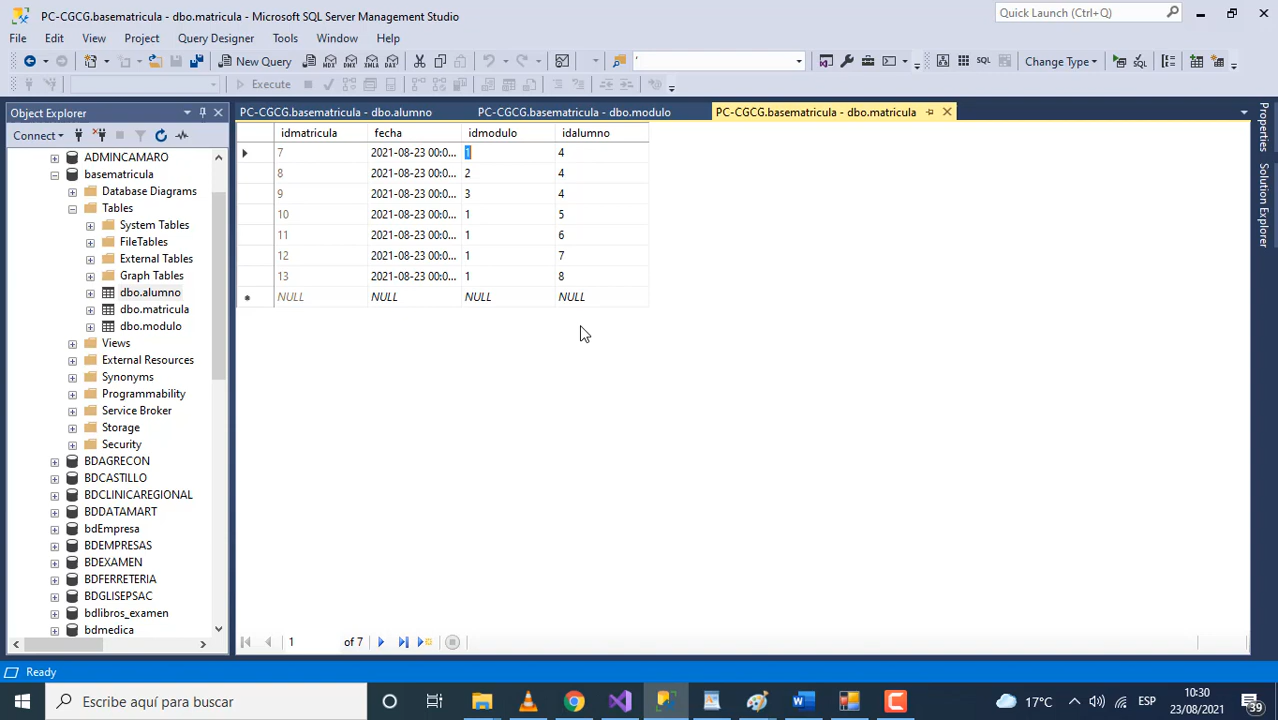 PC-CGCG.basematricula - dbo.matricula - Microsoft SQL Server Management Studio
Quick Launch (Ctrl+Q)
File Edit View Project Query Designer Tools Window Help
New Query
Change Type
Execute
Object Explorer
PC-CGCG.basematricula - dbo.alumno
PC-CGCG.basematricula - dbo.modulo
PC-CGCG.basematricula - dbo.matricula
Connect
ADMINCAMARO
basematricula
Database Diagrams
Tables
System Tables
FileTables
External Tables
Graph Tables
dbo.alumno
dbo.matricula
dbo.modulo
Views
External Resources
Synonyms
Programmability
Service Broker
Storage
Security
BDAGRECON
BDCASTILLO
BDCLINICAREGIONAL
BDDATAMART
bdEmpresa
BDEMPRESAS
BDEXAMEN
BDFERRETERIA
BDGLISEPSAC
bdlibros_examen
bdmedica
idmatricula fecha idmodulo idalumno
7 2021-08-23 00:0... 1 4
8 2021-08-23 00:0... 2 4
9 2021-08-23 00:0... 3 4
10 2021-08-23 00:0... 1 5
11 2021-08-23 00:0... 1 6
12 2021-08-23 00:0... 1 7
13 2021-08-23 00:0... 1 8
NULL NULL NULL NULL
1 of 7
Properties
Solution Explorer
Ready
Escribe aquí para buscar
17°C
ESP
10:30
23/08/2021
39